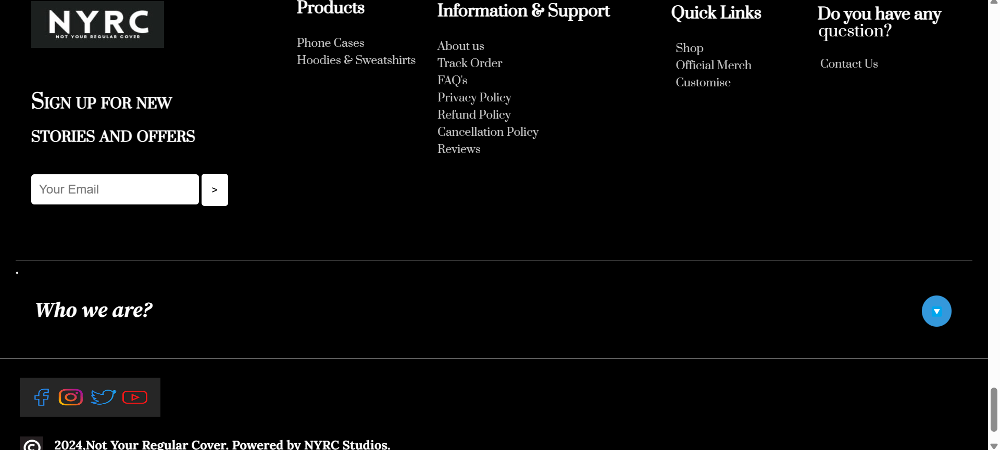 NYRC
NOT YOUR REGULAR COVER
Sign up for new
stories and offers
Your Email
>
Products
Phone Cases
Hoodies & Sweatshirts
Information & Support
About us
Track Order
FAQ's
Privacy Policy
Refund Policy
Cancellation Policy
Reviews
Quick Links
Shop
Official Merch
Customise
Do you have any
question?
Contact Us
.
Who we are?
© 2024,Not Your Regular Cover. Powered by NYRC Studios.